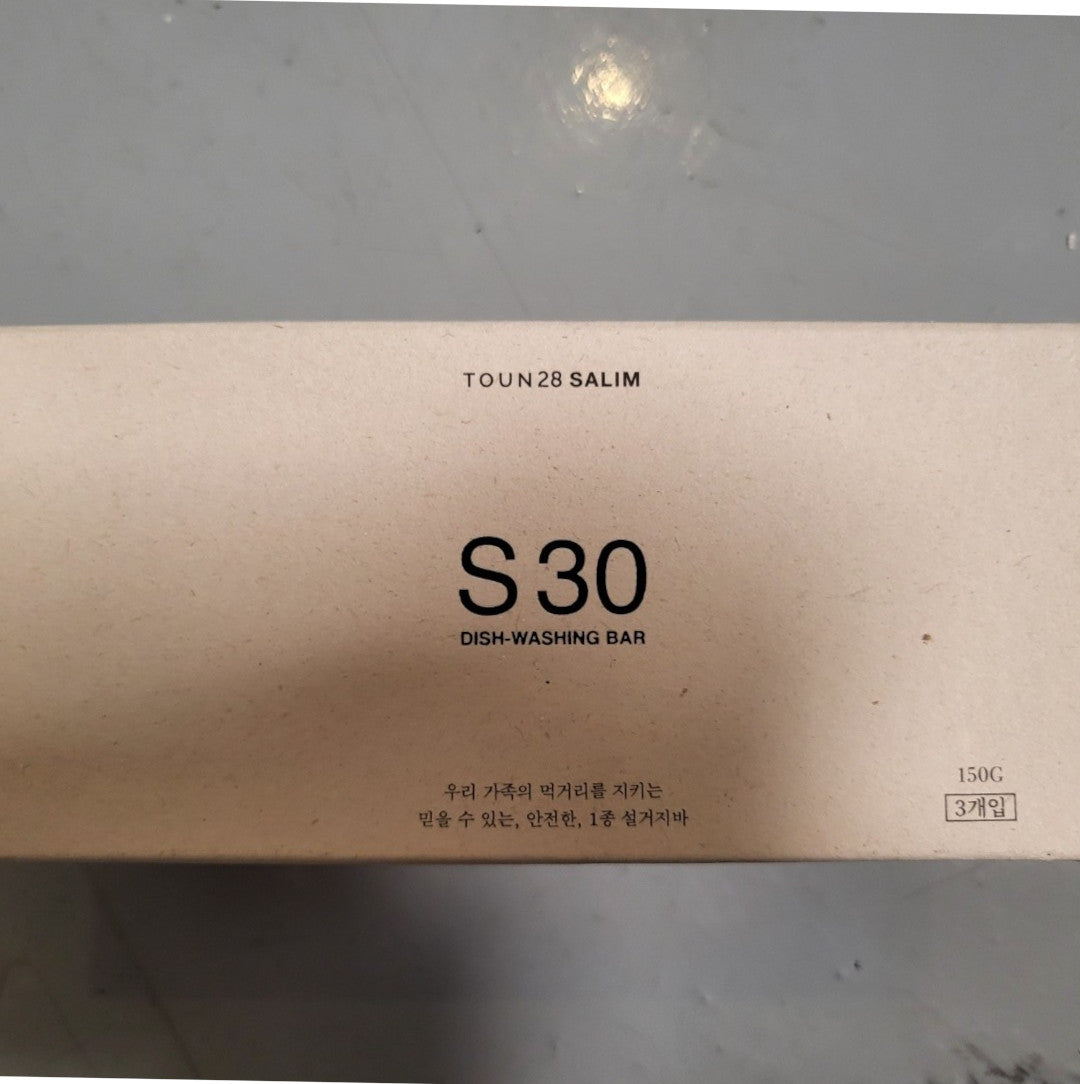 TOUN28 SALIM
S 30
DISH-WASHING BAR
우리 가족의 먹거리를 지키는
믿을 수 있는, 안전한, 1종 설거지바
150G
3개입